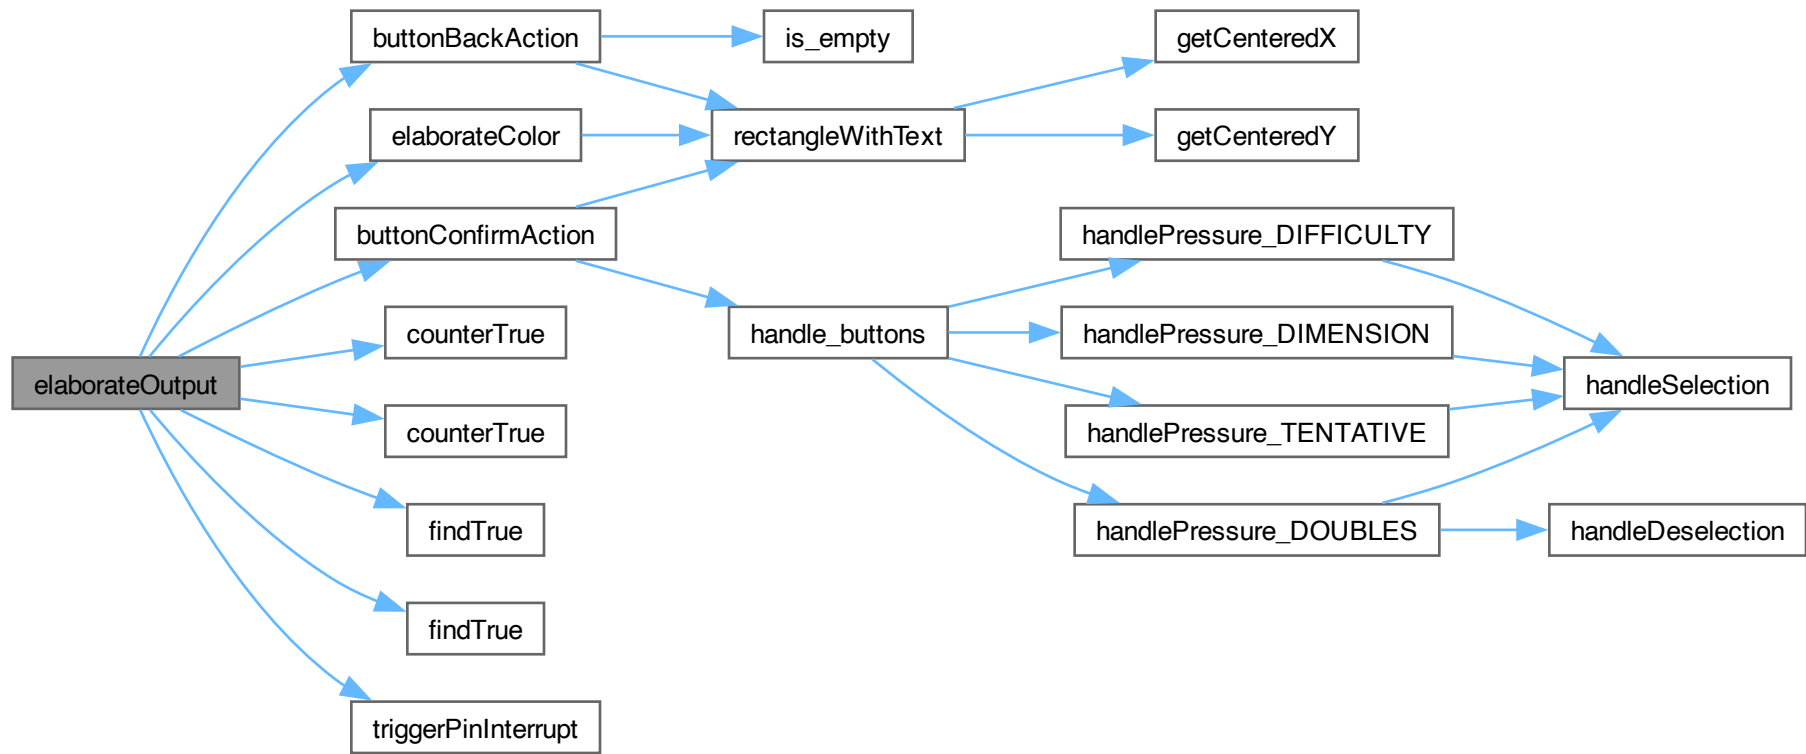 buttonBackAction
is_empty
getCenteredX
elaborateColor
rectangleWithText
getCenteredY
buttonConfirmAction
handlePressure_DIFFICULTY
counterTrue
handle_buttons
handlePressure_DIMENSION
elaborateOutput
handleSelection
counterTrue
handlePressure_TENTATIVE
findTrue
handlePressure_DOUBLES
handleDeselection
findTrue
triggerPinInterrupt